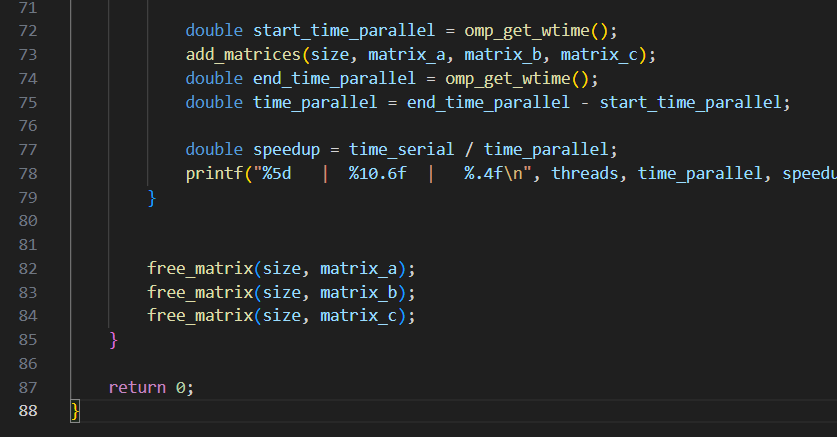 71
72 double start_time_parallel = omp_get_wtime();
73 add_matrices(size, matrix_a, matrix_b, matrix_c);
74 double end_time_parallel = omp_get_wtime();
75 double time_parallel = end_time_parallel - start_time_parallel;
76
77 double speedup = time_serial / time_parallel;
78 printf("%5d   |  %10.6f  |   %.4f\n", threads, time_parallel, speedu
79 }
80
81
82 free_matrix(size, matrix_a);
83 free_matrix(size, matrix_b);
84 free_matrix(size, matrix_c);
85 }
86
87 return 0;
88 }